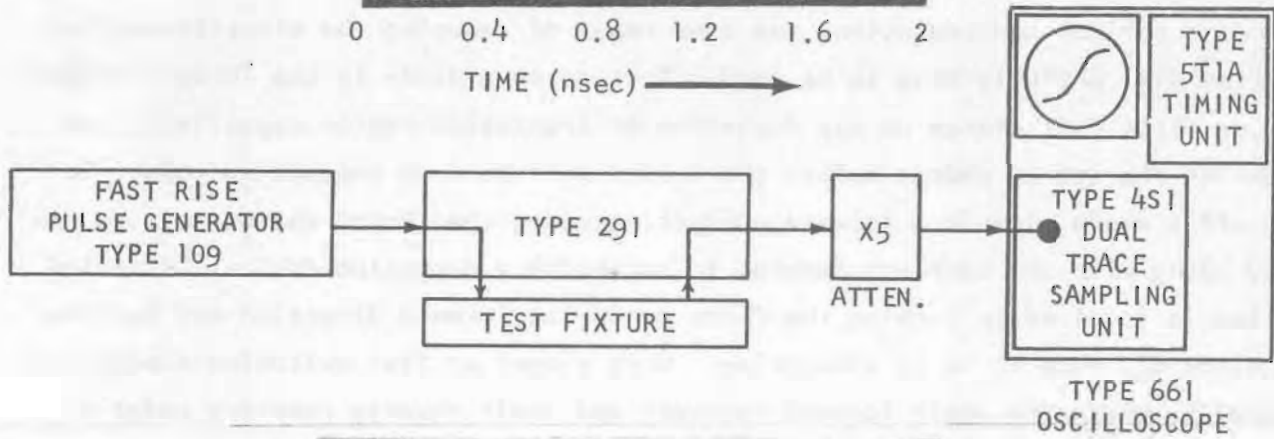 0 0.4 0.8 1.2 1.6 2
TIME (nsec)
TYPE
5T1A
TIMING
UNIT
FAST RISE
PULSE GENERATOR
TYPE 109
TYPE 291
TEST FIXTURE
X5
ATTEN.
TYPE 4S1
DUAL
TRACE
SAMPLING
UNIT
TYPE 661
OSCILLOSCOPE